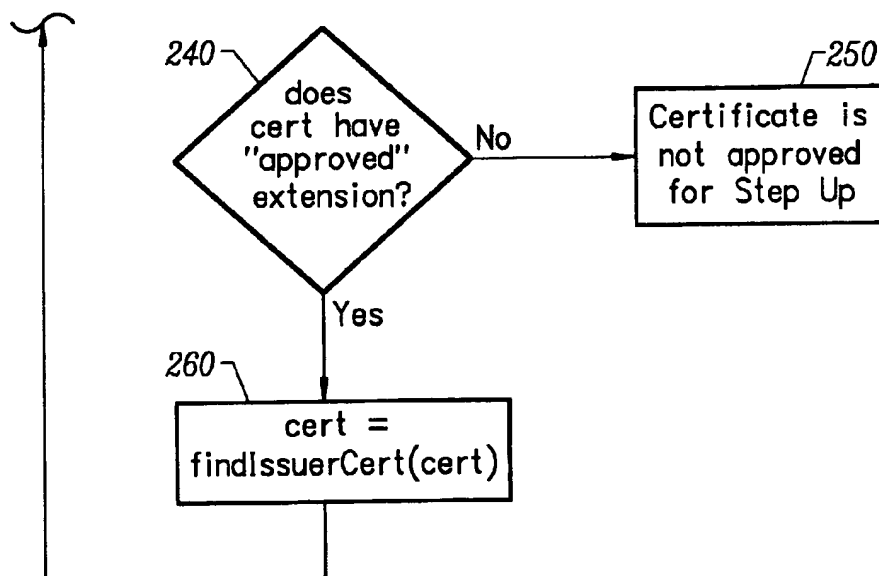 240
does
cert have
"approved"
extension?
No
250
Certificate is
not approved
for Step Up
Yes
260
cert =
findIssuerCert(cert)